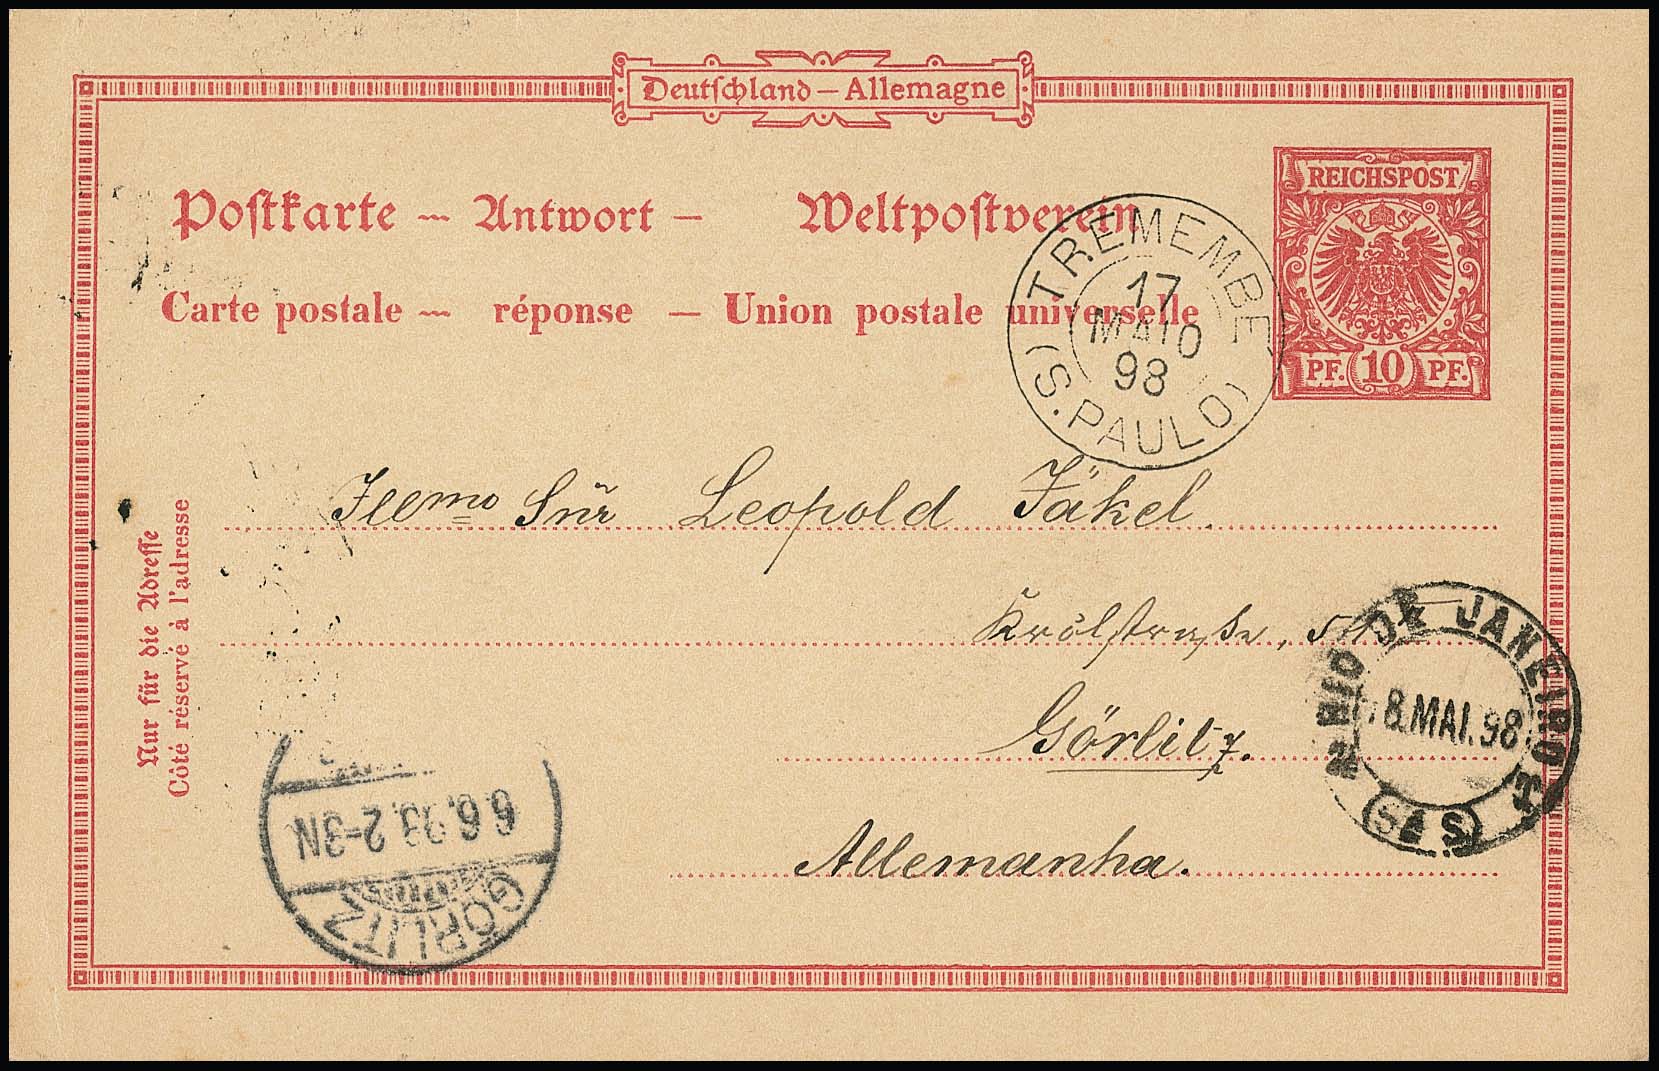 Deutschland – Allemagne
REICHSPOST
PF. 10 PF.
Postkarte — Antwort — Weltpostverein
Carte postale — réponse — Union postale universelle
TREMEMBE
17
MAIO
98
(S. PAULO)
Nur für die Adresse
Côté réservé à l'adresse
Illmo Snr Leopold Jäkel.
Krölstraße,
Görlitz.
Allemanha.
RIO DE JANEIRO
18.MAI.98
GÖRLITZ
6.6.98. 2-3N